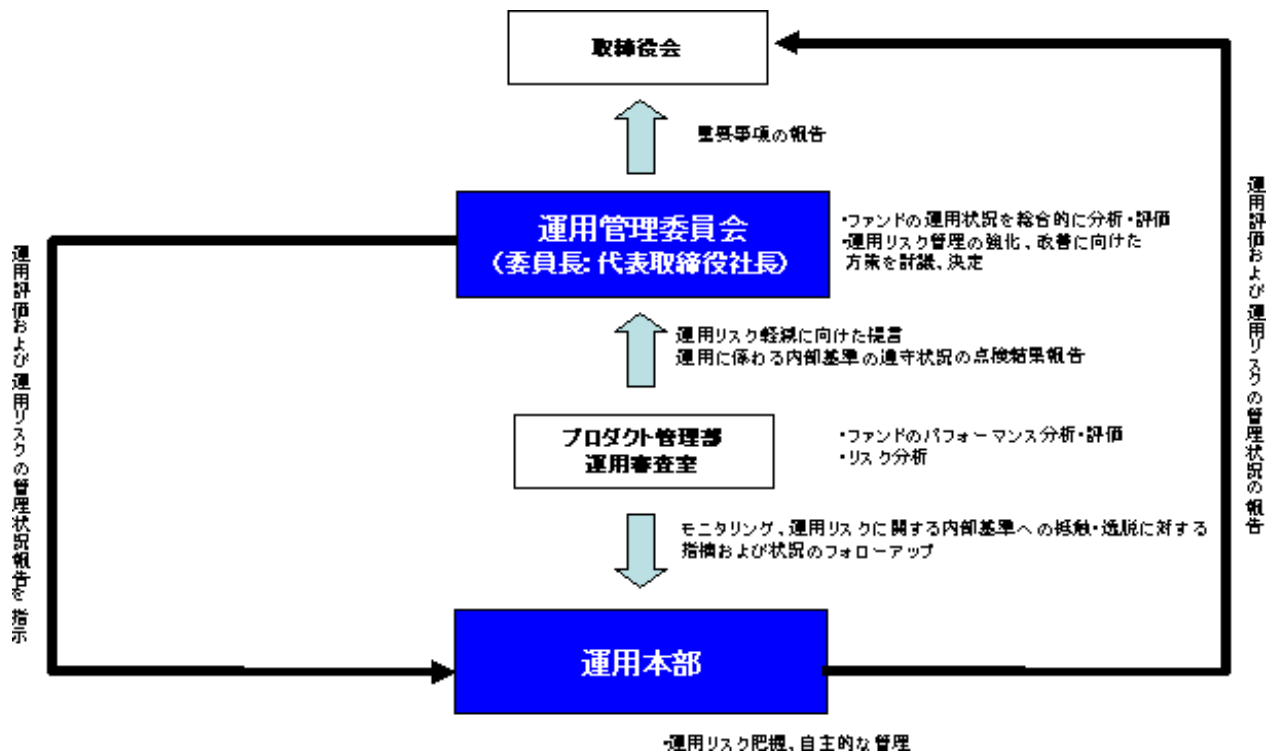 取締役会
重要事項の報告
運用管理委員会
（委員長：代表取締役社長）
・ファンドの運用状況を総合的に分析・評価
・運用リスク管理の強化、改善に向けた
方策を討議、決定
運用リスク軽減に向けた提言
運用に係わる内部基準の遵守状況の点検結果報告
プロダクト管理部
運用審査室
・ファンドのパフォーマンス分析・評価
・リスク分析
モニタリング、運用リスクに関する内部基準への抵触・逸脱に対する
指摘および状況のフォローアップ
運用本部
・運用リスク把握、自主的な管理
運用評価および運用リスクの管理状況報告を指示
運用評価および運用リスクの管理状況の報告